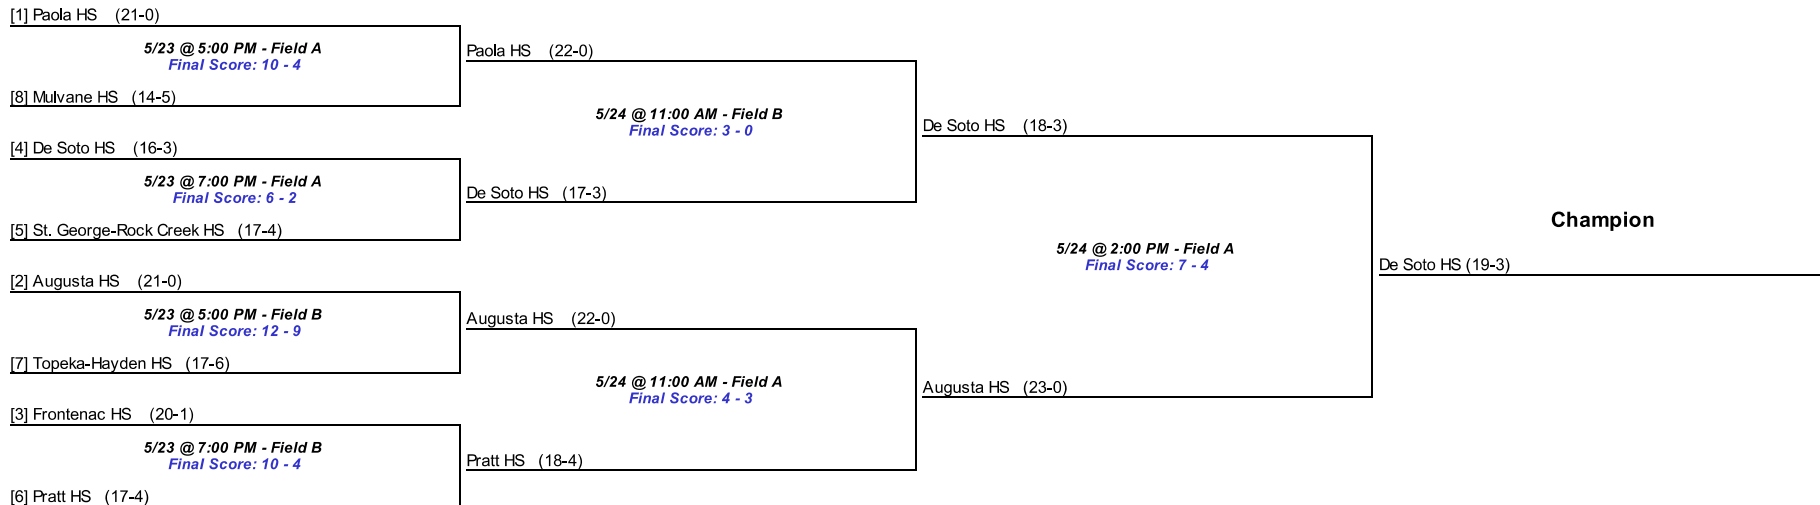 [1] Paola HS (21-0)
5/23 @ 5:00 PM - Field A
Final Score: 10 - 4
[8] Mulvane HS (14-5)
[4] De Soto HS (16-3)
5/23 @ 7:00 PM - Field A
Final Score: 6 - 2
[5] St. George-Rock Creek HS (17-4)
[2] Augusta HS (21-0)
5/23 @ 5:00 PM - Field B
Final Score: 12 - 9
[7] Topeka-Hayden HS (17-6)
[3] Frontenac HS (20-1)
5/23 @ 7:00 PM - Field B
Final Score: 10 - 4
[6] Pratt HS (17-4)
Paola HS (22-0)
5/24 @ 11:00 AM - Field B
Final Score: 3 - 0
De Soto HS (17-3)
Augusta HS (22-0)
5/24 @ 11:00 AM - Field A
Final Score: 4 - 3
Pratt HS (18-4)
De Soto HS (18-3)
5/24 @ 2:00 PM - Field A
Final Score: 7 - 4
Augusta HS (23-0)
Champion
De Soto HS (19-3)